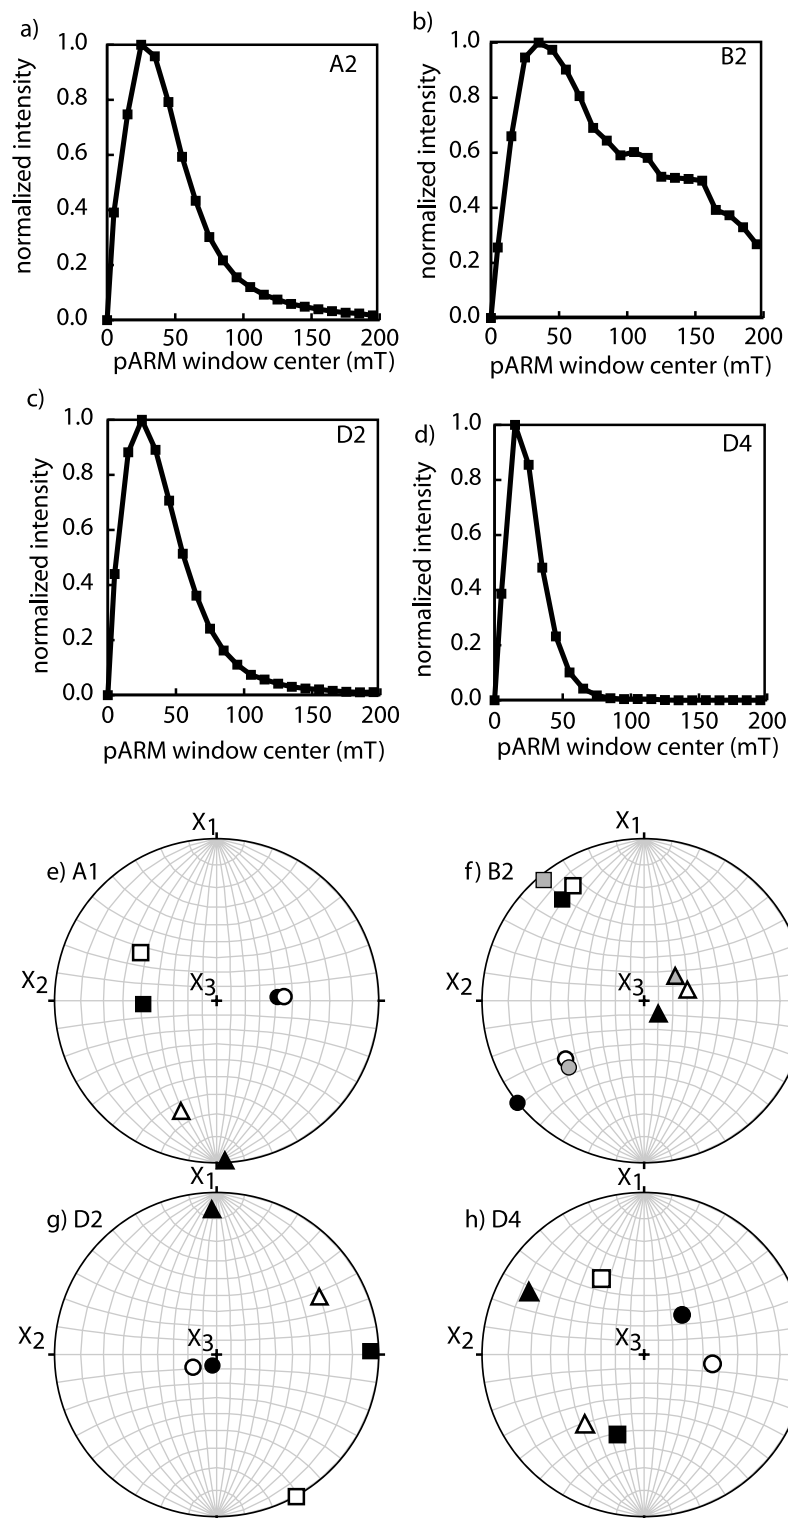 a)
1.0
0.8
0.6
0.4
0.2
0.0
normalized intensity
A2
0 50 100 150 200
pARM window center (mT)
b)
1.0
0.8
0.6
0.4
0.2
0.0
normalized intensity
B2
0 50 100 150 200
pARM window center (mT)
c)
1.0
0.8
0.6
0.4
0.2
0.0
normalized intensity
D2
0 50 100 150 200
pARM window center (mT)
d)
1.0
0.8
0.6
0.4
0.2
0.0
normalized intensity
D4
0 50 100 150 200
pARM window center (mT)
e) A1
X1
X2
X3
f) B2
X1
X2
X3
g) D2
X1
X2
X3
h) D4
X1
X2
X3